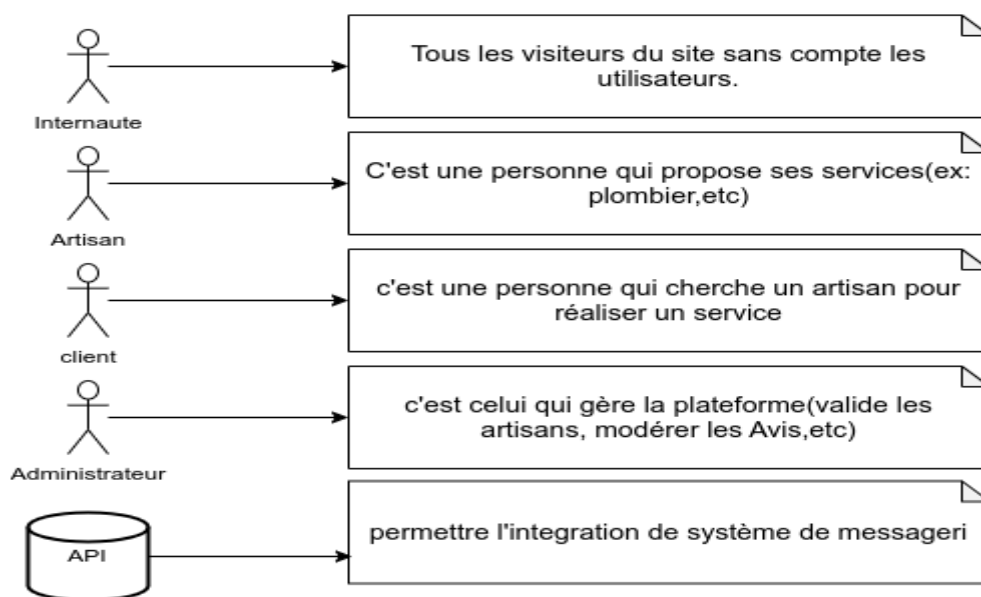 Tous les visiteurs du site sans compte les
utilisateurs.
Internaute
C'est une personne qui propose ses services(ex:
plombier,etc)
Artisan
c'est une personne qui cherche un artisan pour
réaliser un service
client
c'est celui qui gère la plateforme(valide les
artisans, modérer les Avis,etc)
Administrateur
permettre l'integration de système de messageri
API